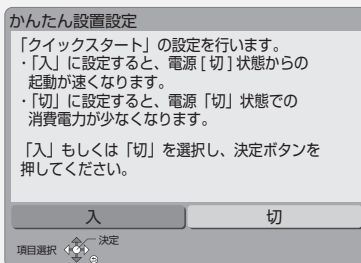 かんたん設置設定
「クイックスタート」の設定を行います。
・「入」に設定すると、電源 [ 切 ] 状態からの
起動が速くなります。
・「切」に設定すると、電源「切」状態での
消費電力が少なくなります。
「入」もしくは「切」を選択し、決定ボタンを
押してください。
入 切
決定
項目選択